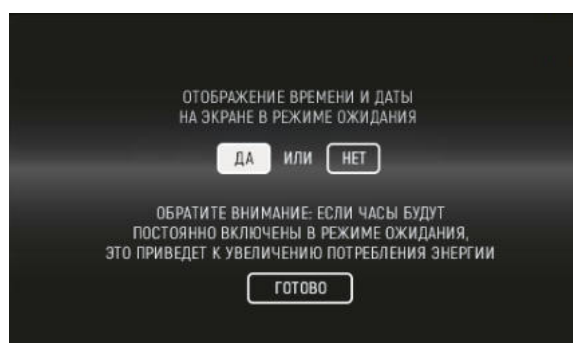 ОТОБРАЖЕНИЕ ВРЕМЕНИ И ДАТЫ
НА ЭКРАНЕ В РЕЖИМЕ ОЖИДАНИЯ
ДА ИЛИ НЕТ
ОБРАТИТЕ ВНИМАНИЕ: ЕСЛИ ЧАСЫ БУДУТ
ПОСТОЯННО ВКЛЮЧЕНЫ В РЕЖИМЕ ОЖИДАНИЯ,
ЭТО ПРИВЕДЕТ К УВЕЛИЧЕНИЮ ПОТРЕБЛЕНИЯ ЭНЕРГИИ
ГОТОВО